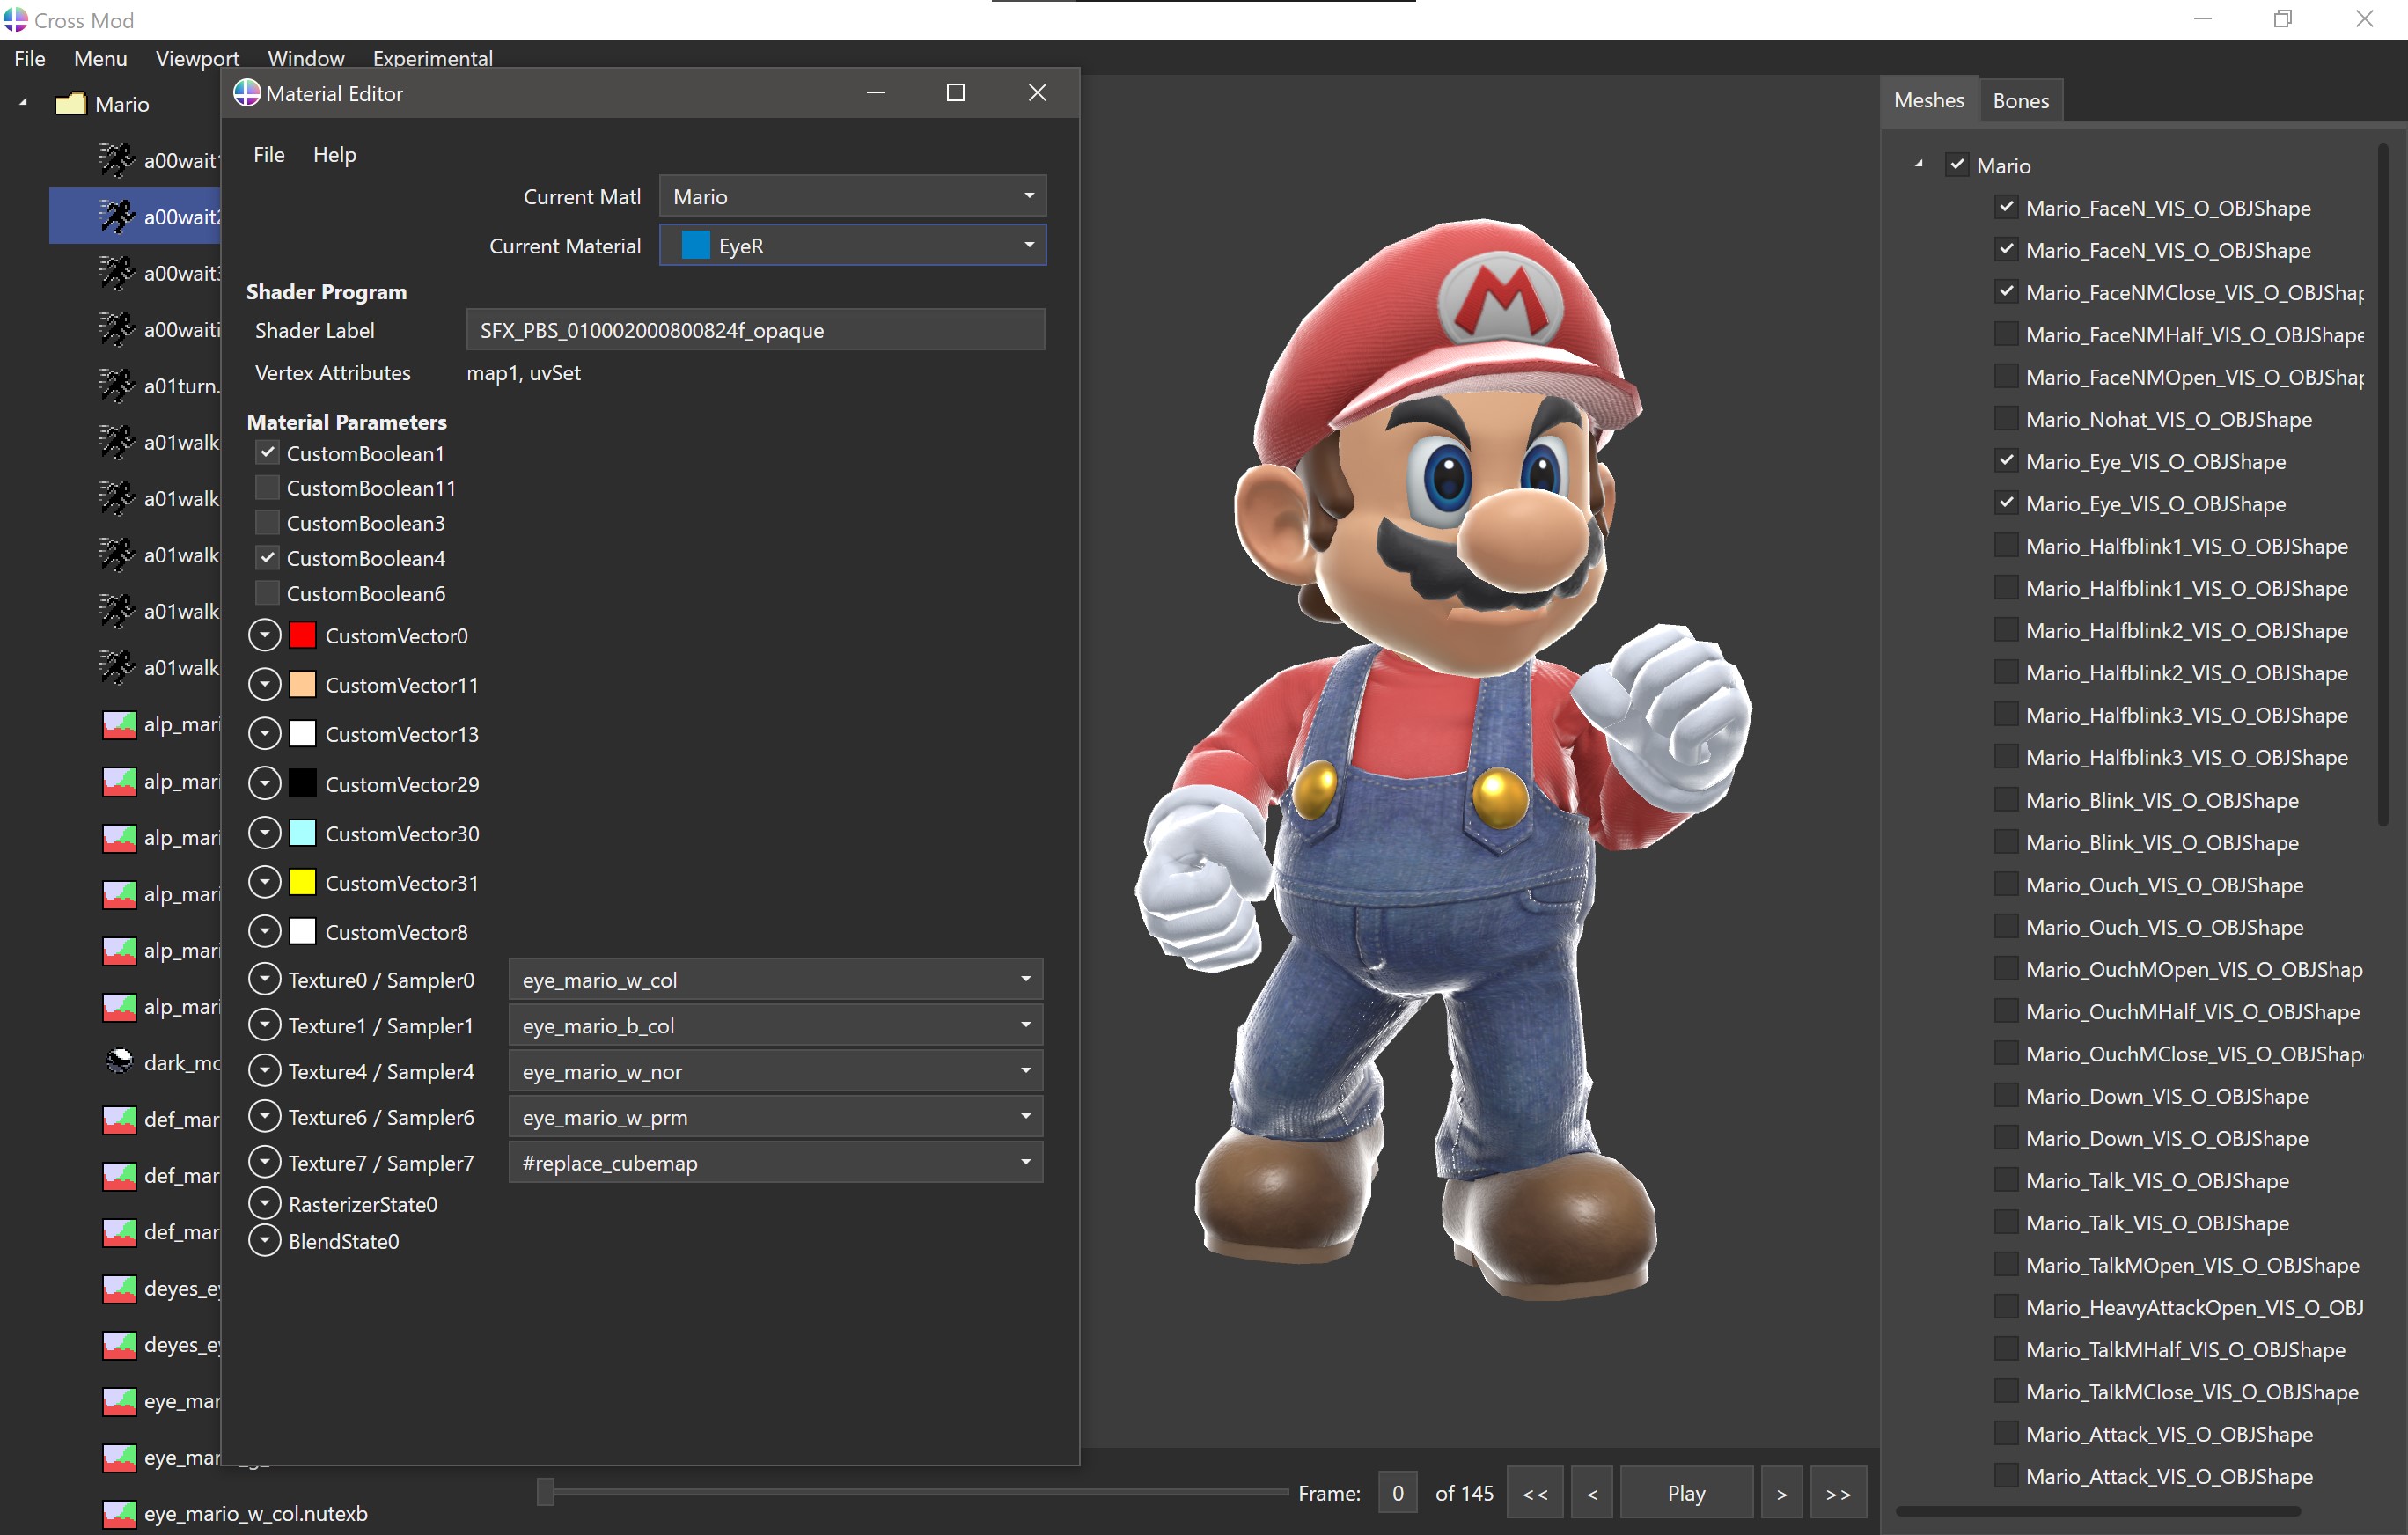 Cross Mod
File Menu Viewport Window Experimental
Mario
a00wait1
a00wait2
a00wait3
a00waiti
a01turn.
a01walk
a01walk
a01walk
a01walk
a01walk
alp_mari
alp_mari
alp_mari
alp_mari
alp_mari
alp_mari
dark_mo
def_mar
def_mar
def_mar
deyes_ey
deyes_ey
eye_mar
eye_mar
eye_mario_w_col.nutexb
Material Editor
File Help
Current Matl Mario
Current Material EyeR
Shader Program
Shader Label SFX_PBS_010002000800824f_opaque
Vertex Attributes map1, uvSet
Material Parameters
CustomBoolean1
CustomBoolean11
CustomBoolean3
CustomBoolean4
CustomBoolean6
CustomVector0
CustomVector11
CustomVector13
CustomVector29
CustomVector30
CustomVector31
CustomVector8
Texture0 / Sampler0 eye_mario_w_col
Texture1 / Sampler1 eye_mario_b_col
Texture4 / Sampler4 eye_mario_w_nor
Texture6 / Sampler6 eye_mario_w_prm
Texture7 / Sampler7 #replace_cubemap
RasterizerState0
BlendState0
M
Frame: 0 of 145 << < Play > >>
Meshes Bones
Mario
Mario_FaceN_VIS_O_OBJShape
Mario_FaceN_VIS_O_OBJShape
Mario_FaceNMClose_VIS_O_OBJShap
Mario_FaceNMHalf_VIS_O_OBJShape
Mario_FaceNMOpen_VIS_O_OBJShap
Mario_Nohat_VIS_O_OBJShape
Mario_Eye_VIS_O_OBJShape
Mario_Eye_VIS_O_OBJShape
Mario_Halfblink1_VIS_O_OBJShape
Mario_Halfblink1_VIS_O_OBJShape
Mario_Halfblink2_VIS_O_OBJShape
Mario_Halfblink2_VIS_O_OBJShape
Mario_Halfblink3_VIS_O_OBJShape
Mario_Halfblink3_VIS_O_OBJShape
Mario_Blink_VIS_O_OBJShape
Mario_Blink_VIS_O_OBJShape
Mario_Ouch_VIS_O_OBJShape
Mario_Ouch_VIS_O_OBJShape
Mario_OuchMOpen_VIS_O_OBJShap
Mario_OuchMHalf_VIS_O_OBJShape
Mario_OuchMClose_VIS_O_OBJShap
Mario_Down_VIS_O_OBJShape
Mario_Down_VIS_O_OBJShape
Mario_Talk_VIS_O_OBJShape
Mario_Talk_VIS_O_OBJShape
Mario_TalkMOpen_VIS_O_OBJShape
Mario_HeavyAttackOpen_VIS_O_OBJ
Mario_TalkMHalf_VIS_O_OBJShape
Mario_TalkMClose_VIS_O_OBJShape
Mario_Attack_VIS_O_OBJShape
Mario_Attack_VIS_O_OBJShape